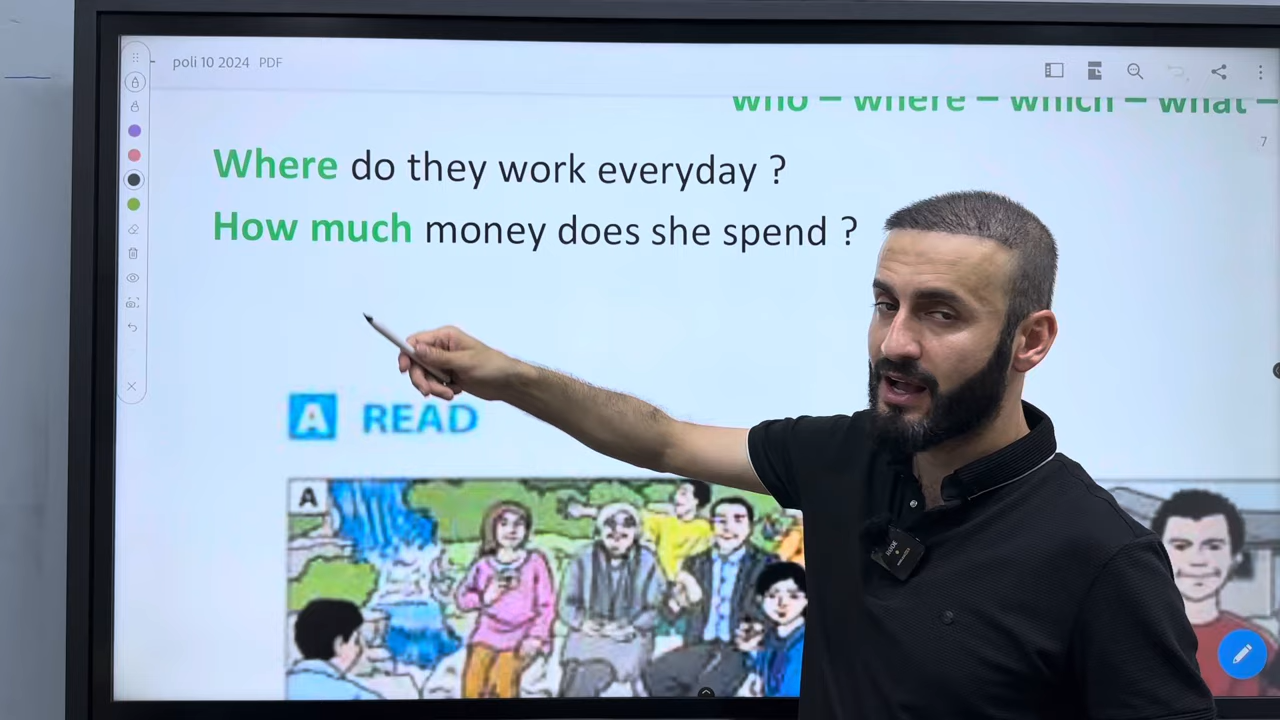 poli 10 2024 PDF
who – where – which – what –
7
Where do they work everyday ?
How much money does she spend ?
A READ
A